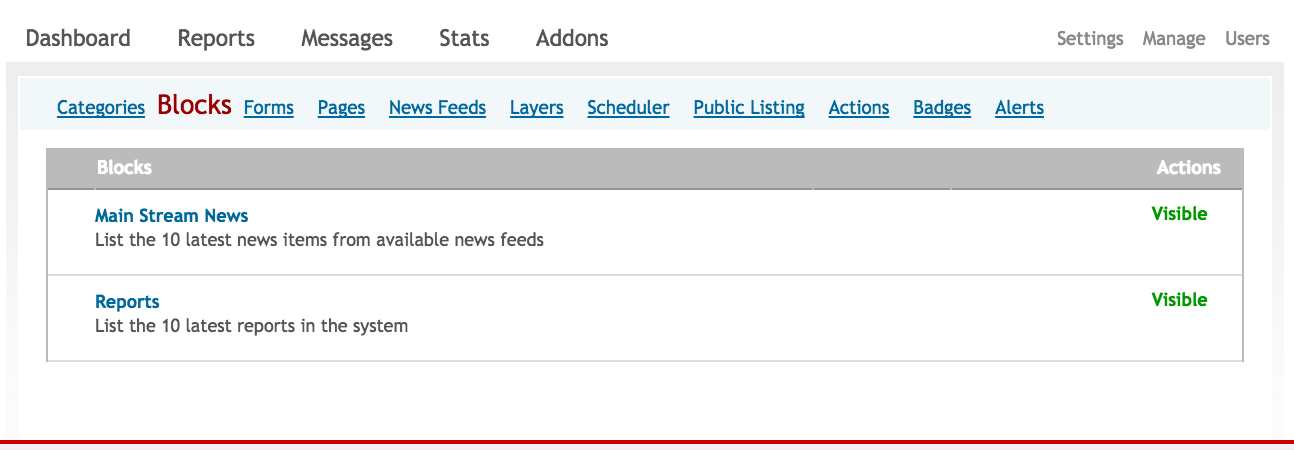 Dashboard Reports Messages Stats Addons Settings Manage Users
Categories Blocks Forms Pages News Feeds Layers Scheduler Public Listing Actions Badges Alerts
Blocks Actions
Main Stream News Visible
List the 10 latest news items from available news feeds
Reports Visible
List the 10 latest reports in the system